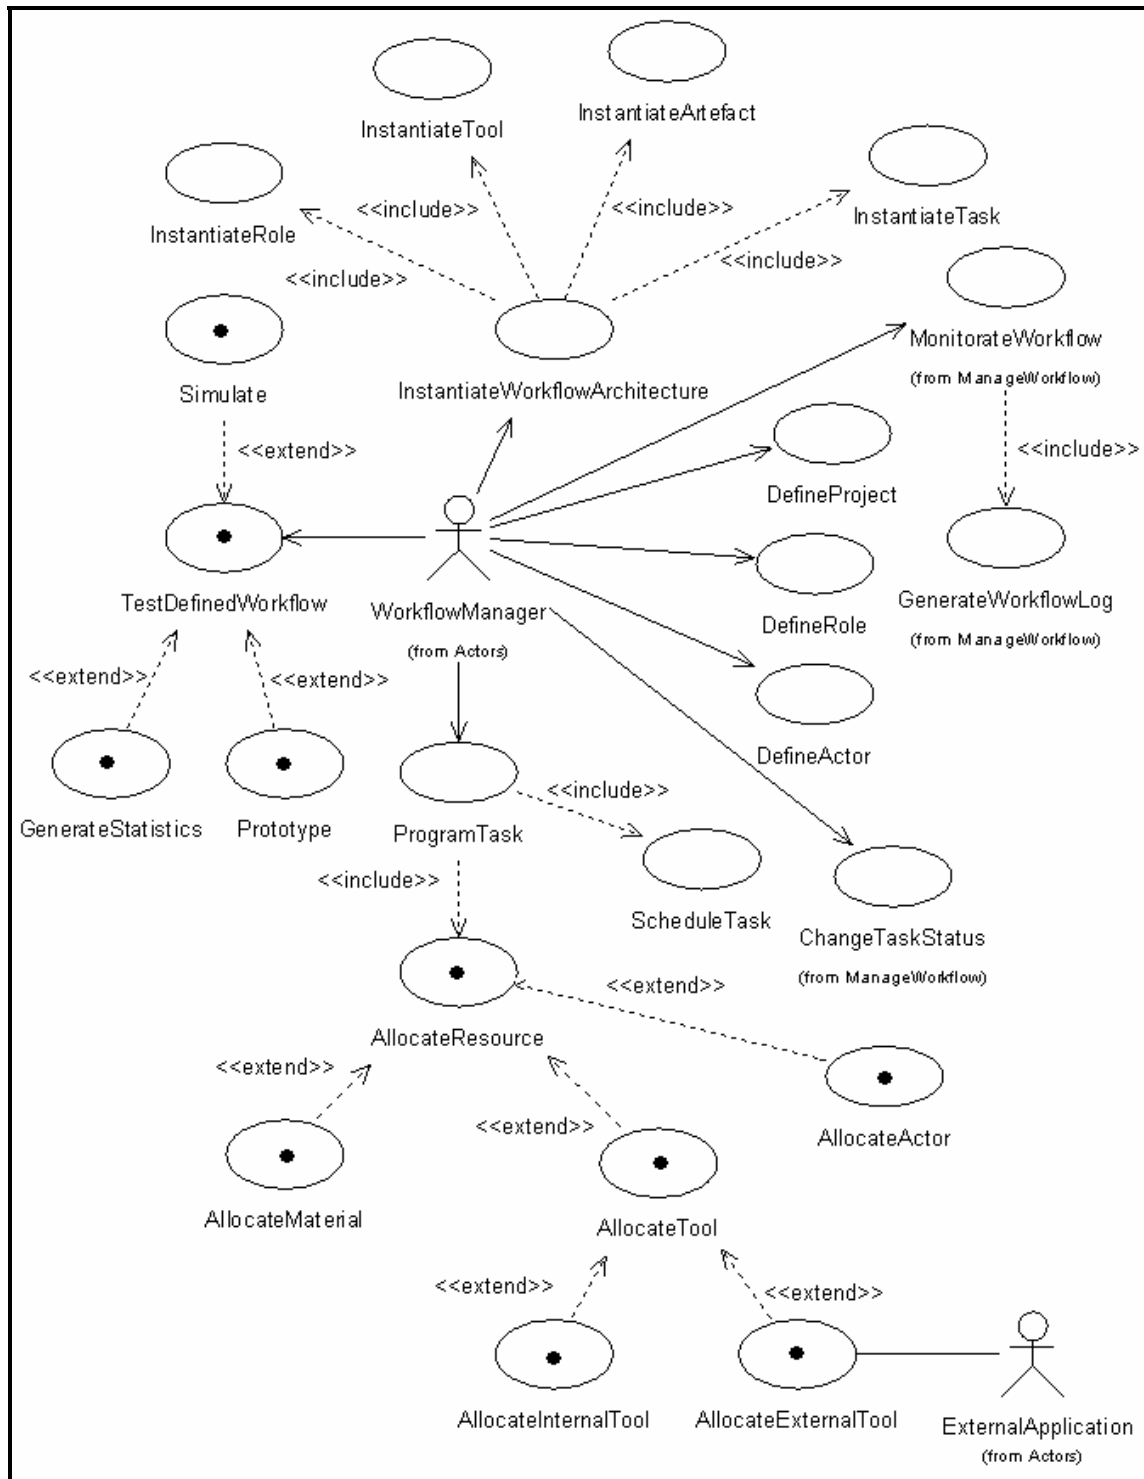 InstantiateTool
InstantiateArtefact
InstantiateRole
<<include>>
<<include>>
InstantiateTask
<<include>>
<<include>>
Simulate
InstantiateWorkflowArchitecture
MonitorateWorkflow
(from ManageWorkflow)
<<extend>>
<<include>>
DefineProject
TestDefinedWorkflow
WorkflowManager
(from Actors)
DefineRole
GenerateWorkflowLog
(from ManageWorkflow)
<<extend>>
<<extend>>
DefineActor
GenerateStatistics
Prototype
ProgramTask
<<include>>
<<include>>
ScheduleTask
ChangeTaskStatus
(from ManageWorkflow)
<<extend>>
AllocateResource
<<extend>>
<<extend>>
AllocateActor
AllocateMaterial
AllocateTool
<<extend>>
<<extend>>
AllocateInternalTool
AllocateExternalTool
ExternalApplication
(from Actors)